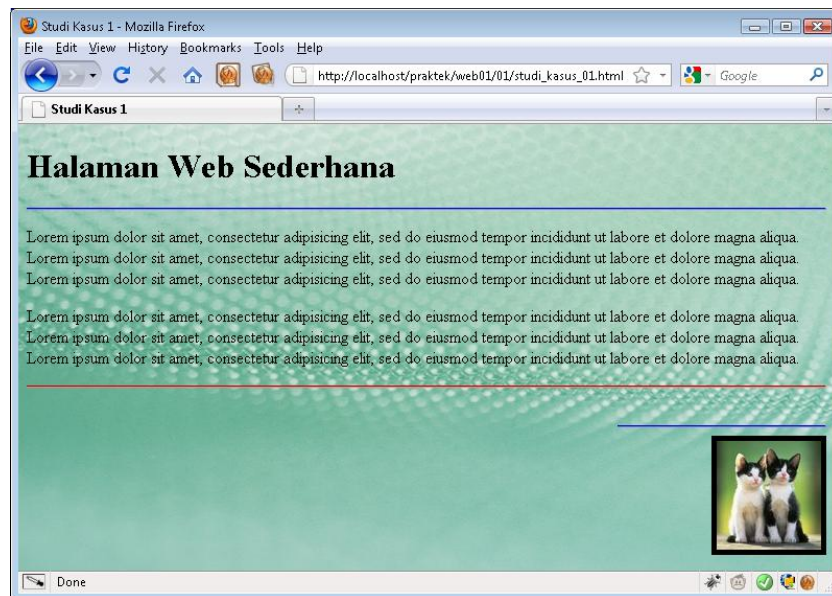 Studi Kasus 1 - Mozilla Firefox
File Edit View History Bookmarks Tools Help
http://localhost/praktek/web01/01/studi_kasus_01.html Google
Studi Kasus 1
Halaman Web Sederhana
Lorem ipsum dolor sit amet, consectetur adipisicing elit, sed do eiusmod tempor incididunt ut labore et dolore magna aliqua.
Lorem ipsum dolor sit amet, consectetur adipisicing elit, sed do eiusmod tempor incididunt ut labore et dolore magna aliqua.
Lorem ipsum dolor sit amet, consectetur adipisicing elit, sed do eiusmod tempor incididunt ut labore et dolore magna aliqua.
Lorem ipsum dolor sit amet, consectetur adipisicing elit, sed do eiusmod tempor incididunt ut labore et dolore magna aliqua.
Lorem ipsum dolor sit amet, consectetur adipisicing elit, sed do eiusmod tempor incididunt ut labore et dolore magna aliqua.
Lorem ipsum dolor sit amet, consectetur adipisicing elit, sed do eiusmod tempor incididunt ut labore et dolore magna aliqua.
Done